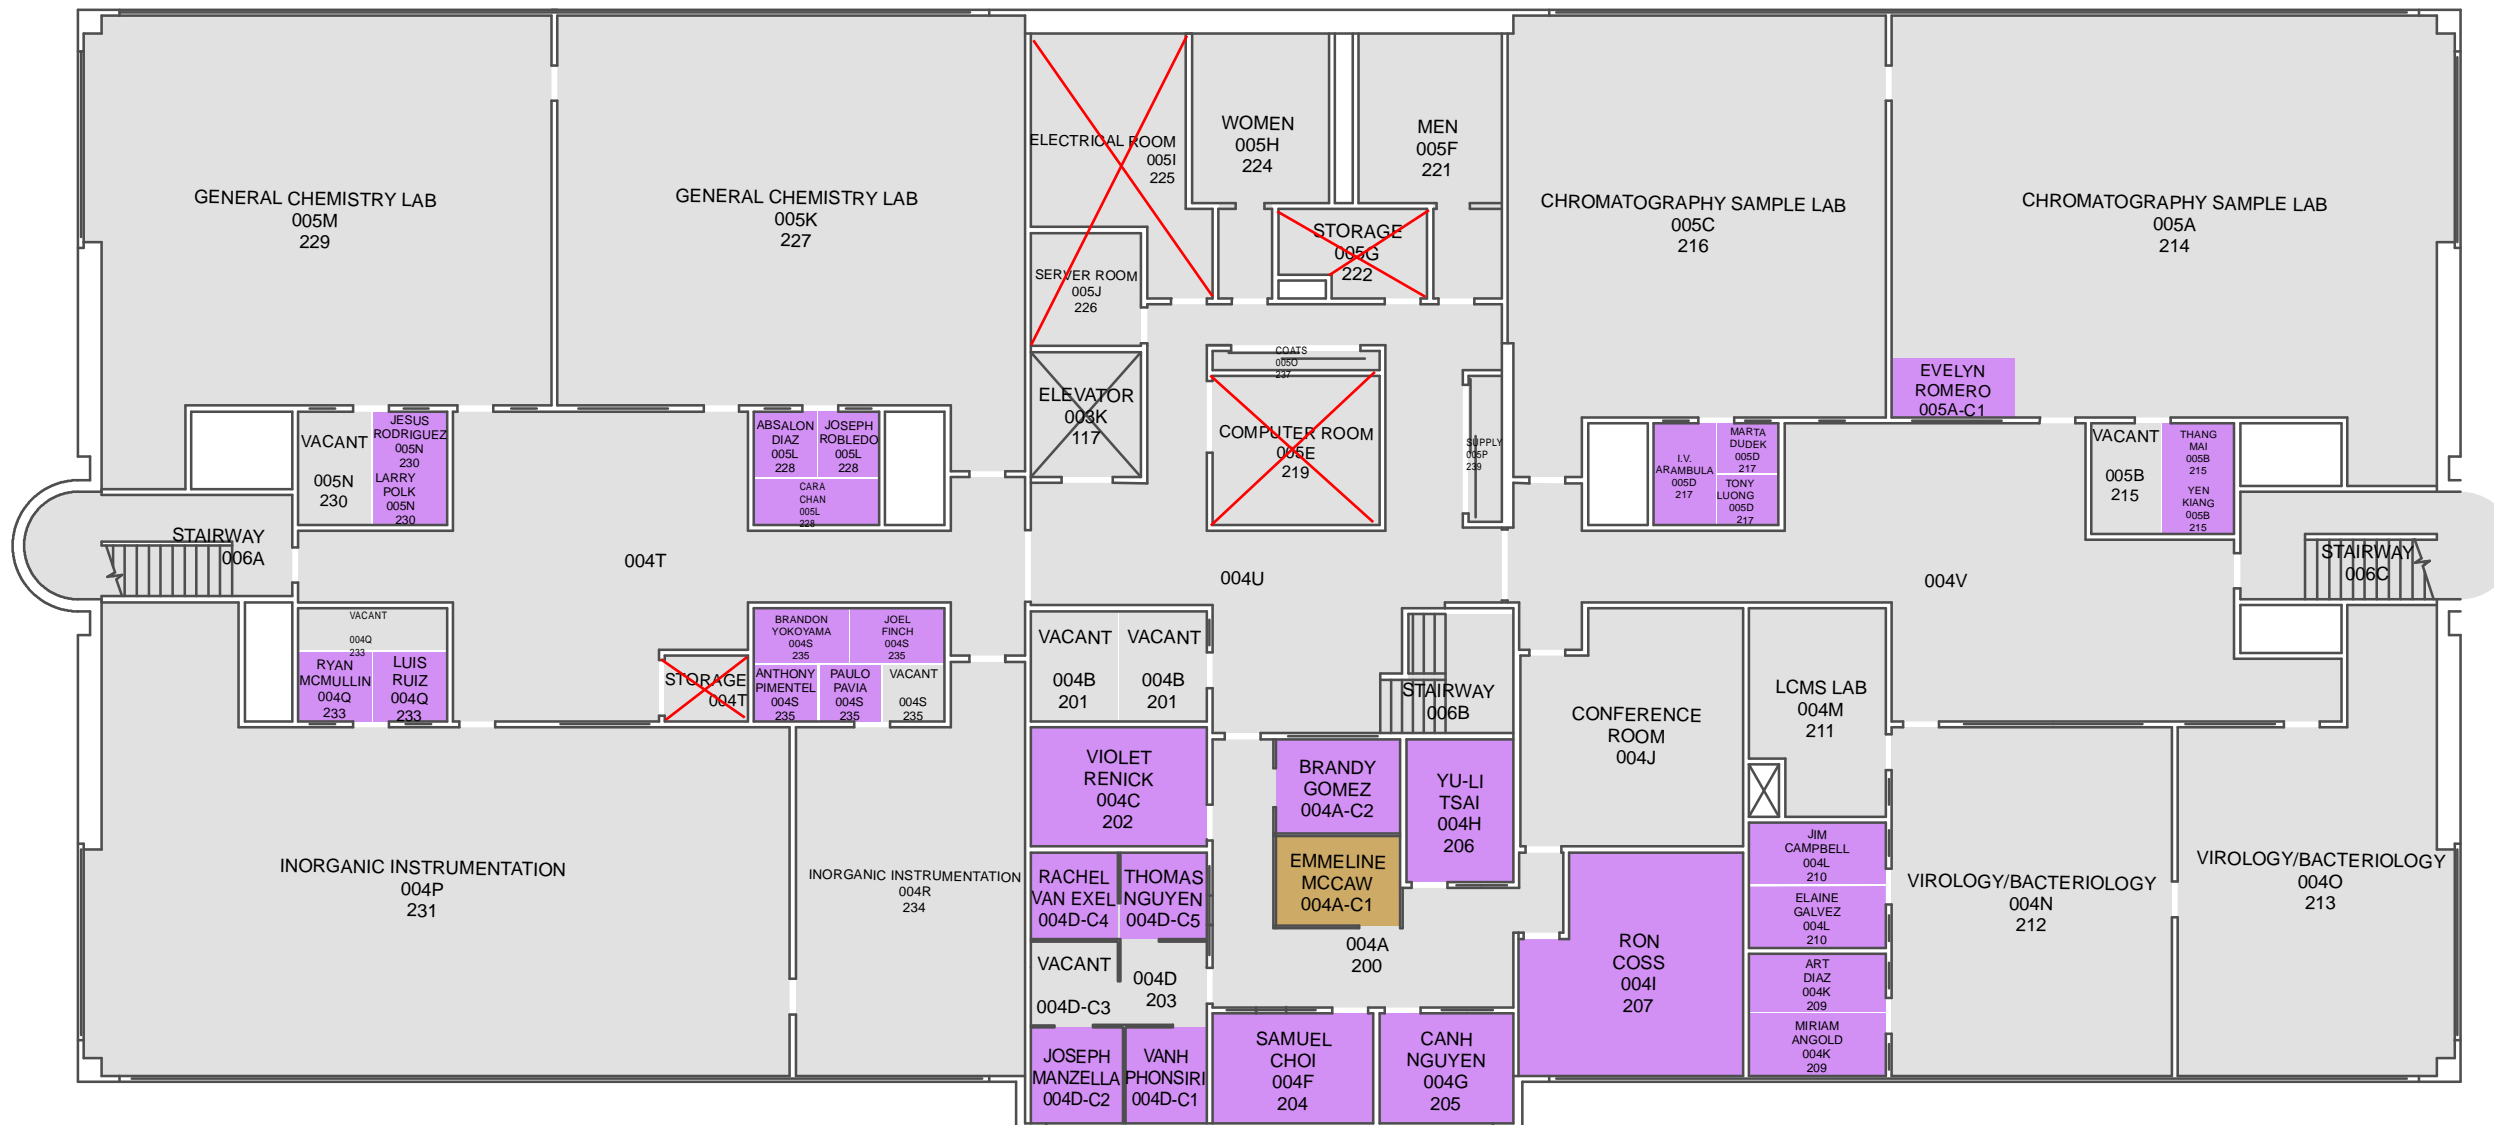 GENERAL CHEMISTRY LAB
005M
229
GENERAL CHEMISTRY LAB
005K
227
ELECTRICAL ROOM
005I
225
WOMEN
005H
224
MEN
005F
221
STORAGE
005G
222
SERVER ROOM
005J
226
CHROMATOGRAPHY SAMPLE LAB
005C
216
CHROMATOGRAPHY SAMPLE LAB
005A
214
COATS
005O
237
ELEVATOR
003K
117
COMPUTER ROOM
005E
219
SUPPLY
005P
239
EVELYN
ROMERO
005A-C1
VACANT
005N
230
JESUS
RODRIGUEZ
005N
230
LARRY
POLK
005N
230
ABSALON
DIAZ
005L
228
JOSEPH
ROBLEDO
005L
228
CARA
CHAN
005L
228
I.V.
ARAMBULA
005D
217
MARTA
DUDEK
005D
217
TONY
LUONG
005D
217
VACANT
005B
215
THANG
MAI
005B
215
YEN
KIANG
005B
215
STAIRWAY
006A
004T
004U
004V
STAIRWAY
006C
VACANT
004Q
233
RYAN
MCMULLIN
004Q
233
LUIS
RUIZ
004Q
233
STORAGE
004T
BRANDON
YOKOYAMA
004S
235
JOEL
FINCH
004S
235
ANTHONY
PIMENTEL
004S
235
PAULO
PAVIA
004S
235
VACANT
004S
235
VACANT
004B
201
VACANT
004B
201
STAIRWAY
006B
CONFERENCE
ROOM
004J
LCMS LAB
004M
211
VIOLET
RENICK
004C
202
BRANDY
GOMEZ
004A-C2
YU-LI
TSAI
004H
206
EMMELINE
MCCAW
004A-C1
INORGANIC INSTRUMENTATION
004P
231
INORGANIC INSTRUMENTATION
004R
234
RACHEL
VAN EXEL
004D-C4
THOMAS
NGUYEN
004D-C5
JIM
CAMPBELL
004L
210
ELAINE
GALVEZ
004L
210
VIROLOGY/BACTERIOLOGY
004N
212
VIROLOGY/BACTERIOLOGY
004O
213
004A
200
VACANT
004D-C3
004D
203
RON
COSS
004I
207
ART
DIAZ
004K
209
MIRIAM
ANGOLD
004K
209
JOSEPH
MANZELLA
004D-C2
VANH
PHONSIRI
004D-C1
SAMUEL
CHOI
004F
204
CANH
NGUYEN
004G
205